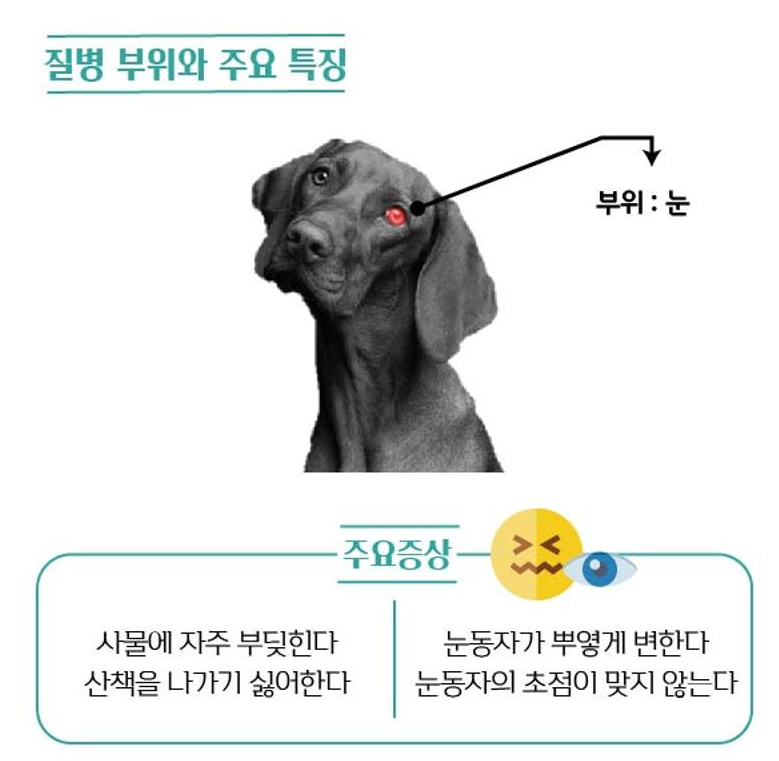 질병 부위와 주요 특징
부위 : 눈
주요증상
사물에 자주 부딪힌다
산책을 나가기 싫어한다
눈동자가 뿌옇게 변한다
눈동자의 초점이 맞지 않는다